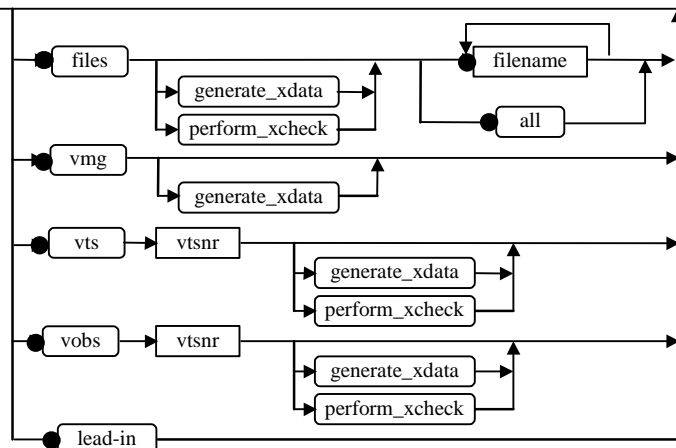 files
filename
generate_xdata
perform_xcheck
all
vmg
generate_xdata
vts
vtsnr
generate_xdata
perform_xcheck
vobs
vtsnr
generate_xdata
perform_xcheck
lead-in